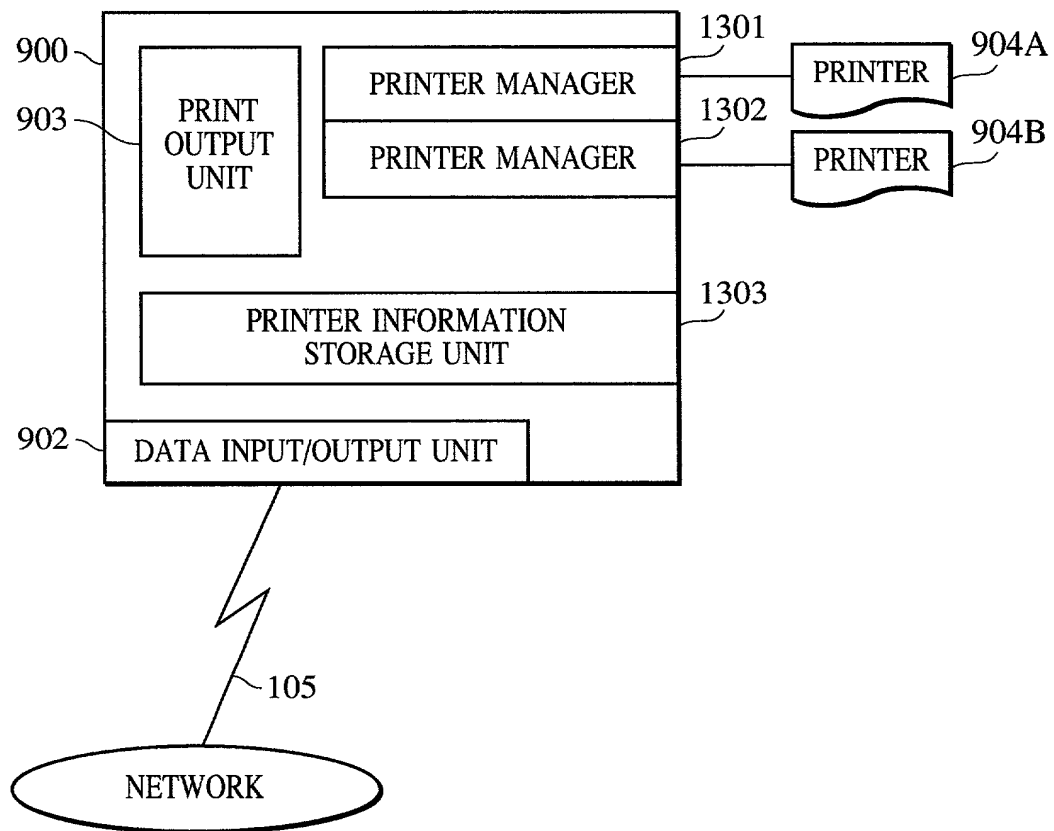 900
903
PRINT
OUTPUT
UNIT
PRINTER MANAGER
1301
PRINTER
904A
PRINTER MANAGER
1302
PRINTER
904B
PRINTER INFORMATION
STORAGE UNIT
1303
902
DATA INPUT/OUTPUT UNIT
105
NETWORK